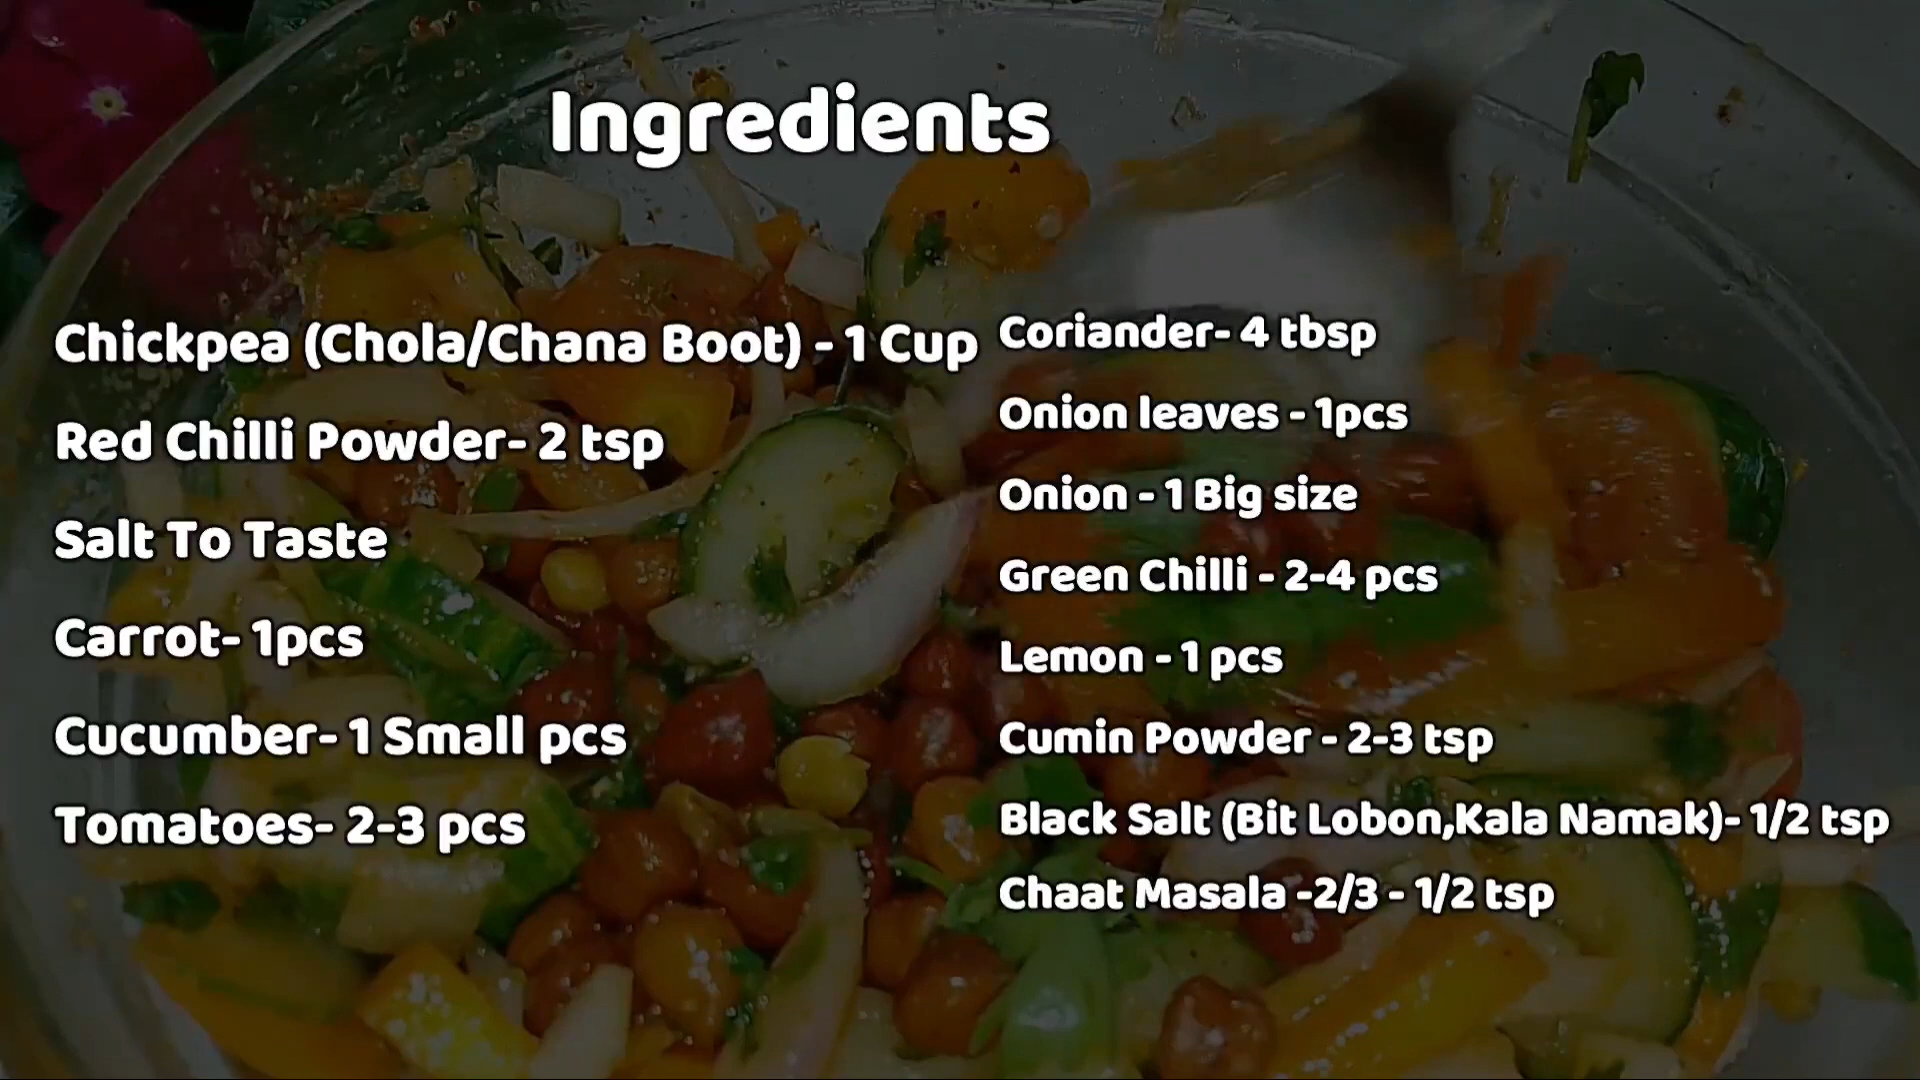 Ingredients
Chickpea (Chola/Chana Boot) - 1 Cup
Red Chilli Powder- 2 tsp
Salt To Taste
Carrot- 1pcs
Cucumber- 1 Small pcs
Tomatoes- 2-3 pcs
Coriander- 4 tbsp
Onion leaves - 1pcs
Onion - 1 Big size
Green Chilli - 2-4 pcs
Lemon - 1 pcs
Cumin Powder - 2-3 tsp
Black Salt (Bit Lobon,Kala Namak)- 1/2 tsp
Chaat Masala -2/3 - 1/2 tsp